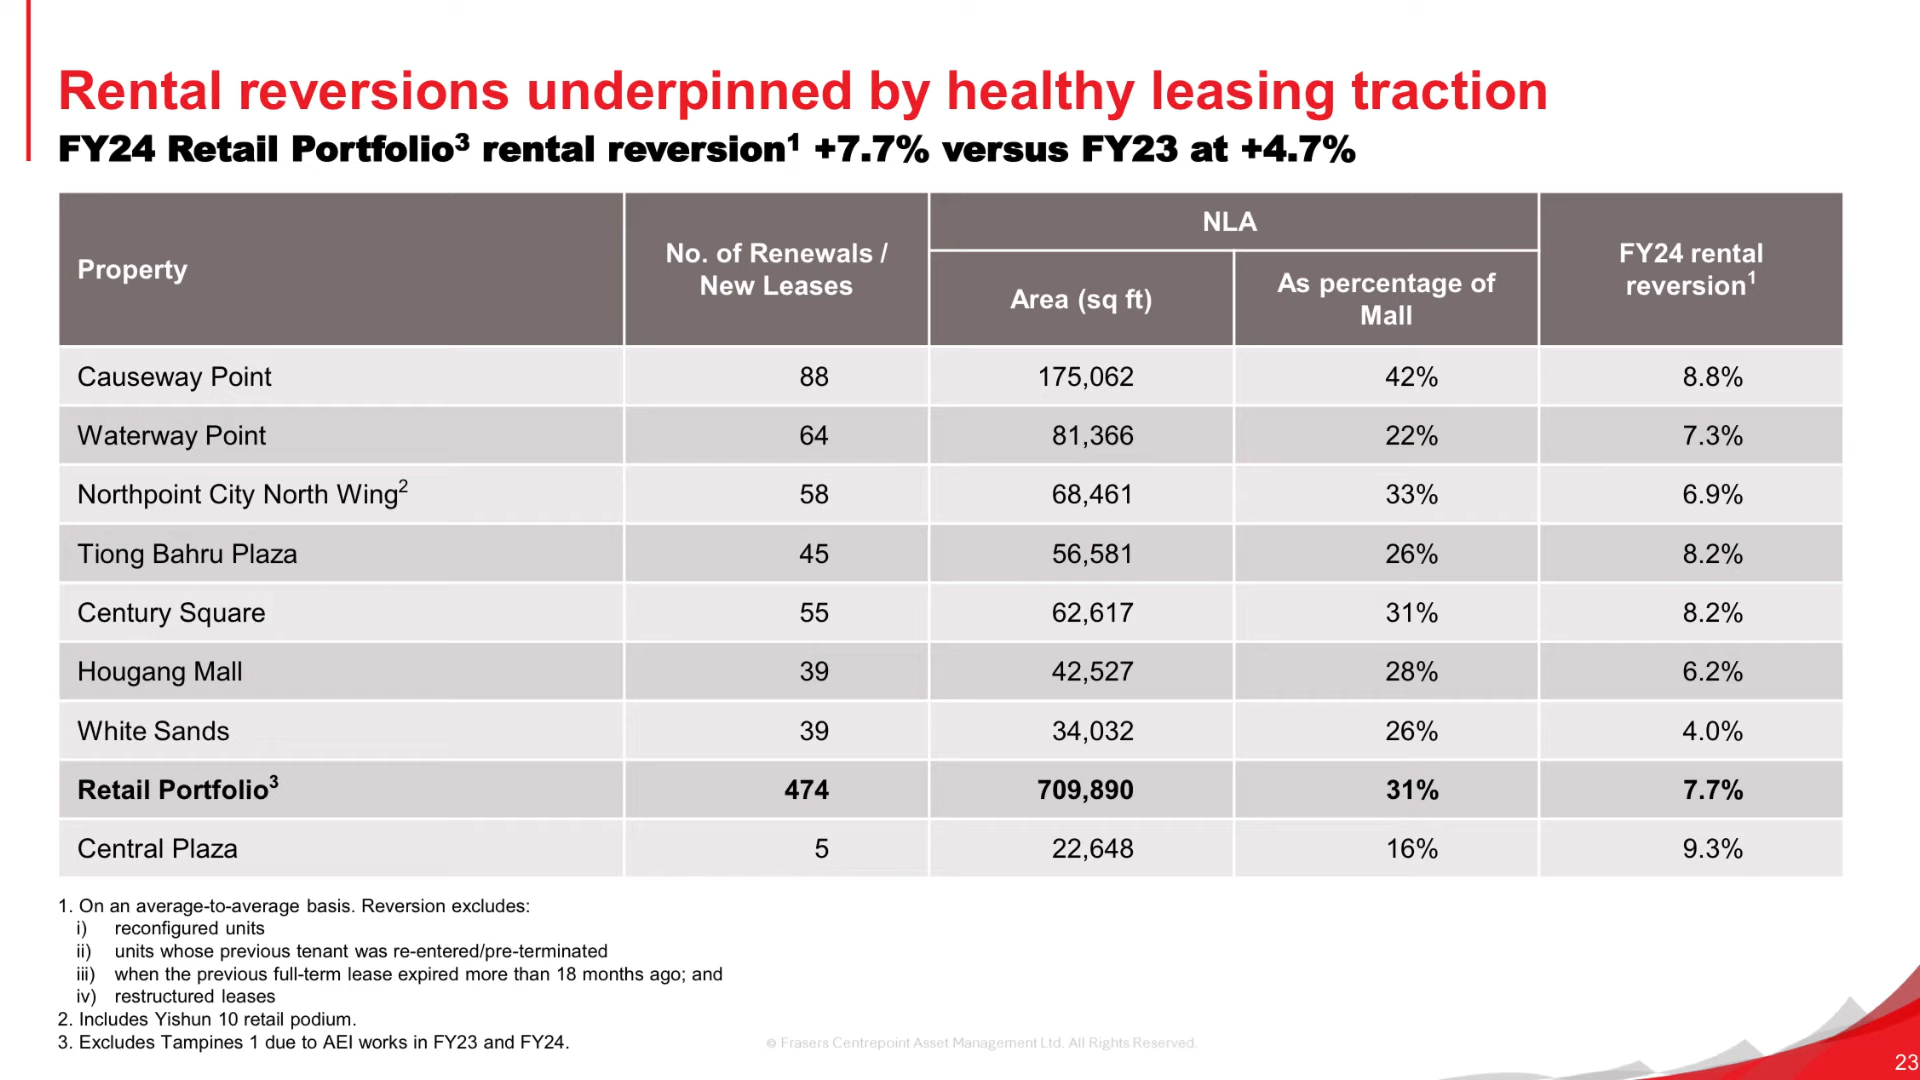 Rental reversions underpinned by healthy leasing traction
FY24 Retail Portfolio³ rental reversion¹ +7.7% versus FY23 at +4.7%
Property
No. of Renewals /
New Leases
NLA
Area (sq ft)
As percentage of
Mall
FY24 rental
reversion¹
Causeway Point 88 175,062 42% 8.8%
Waterway Point 64 81,366 22% 7.3%
Northpoint City North Wing² 58 68,461 33% 6.9%
Tiong Bahru Plaza 45 56,581 26% 8.2%
Century Square 55 62,617 31% 8.2%
Hougang Mall 39 42,527 28% 6.2%
White Sands 39 34,032 26% 4.0%
Retail Portfolio³ 474 709,890 31% 7.7%
Central Plaza 5 22,648 16% 9.3%
1. On an average-to-average basis. Reversion excludes:
i) reconfigured units
ii) units whose previous tenant was re-entered/pre-terminated
iii) when the previous full-term lease expired more than 18 months ago; and
iv) restructured leases
2. Includes Yishun 10 retail podium.
3. Excludes Tampines 1 due to AEI works in FY23 and FY24.
© Frasers Centrepoint Asset Management Ltd. All Rights Reserved.
23